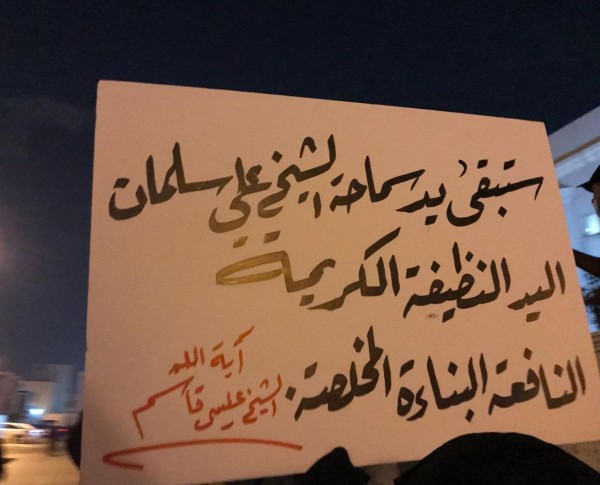 ستبقى يد سماحة الشيخ علي سلمان
اليد النظيفة الكريمة
النافعة البناءة المخلصة.
آية الله
الشيخ عيسى قاسم